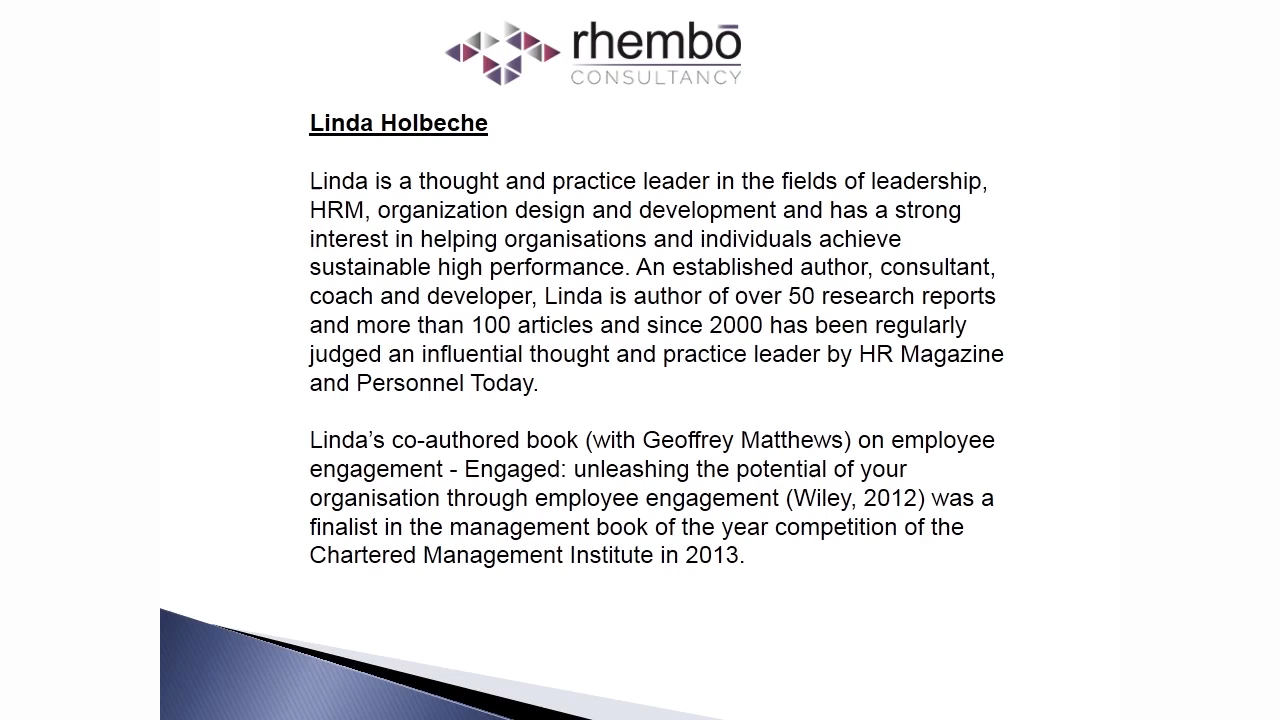 rhembō
CONSULTANCY
Linda Holbeche
Linda is a thought and practice leader in the fields of leadership,
HRM, organization design and development and has a strong
interest in helping organisations and individuals achieve
sustainable high performance. An established author, consultant,
coach and developer, Linda is author of over 50 research reports
and more than 100 articles and since 2000 has been regularly
judged an influential thought and practice leader by HR Magazine
and Personnel Today.
Linda’s co-authored book (with Geoffrey Matthews) on employee
engagement - Engaged: unleashing the potential of your
organisation through employee engagement (Wiley, 2012) was a
finalist in the management book of the year competition of the
Chartered Management Institute in 2013.